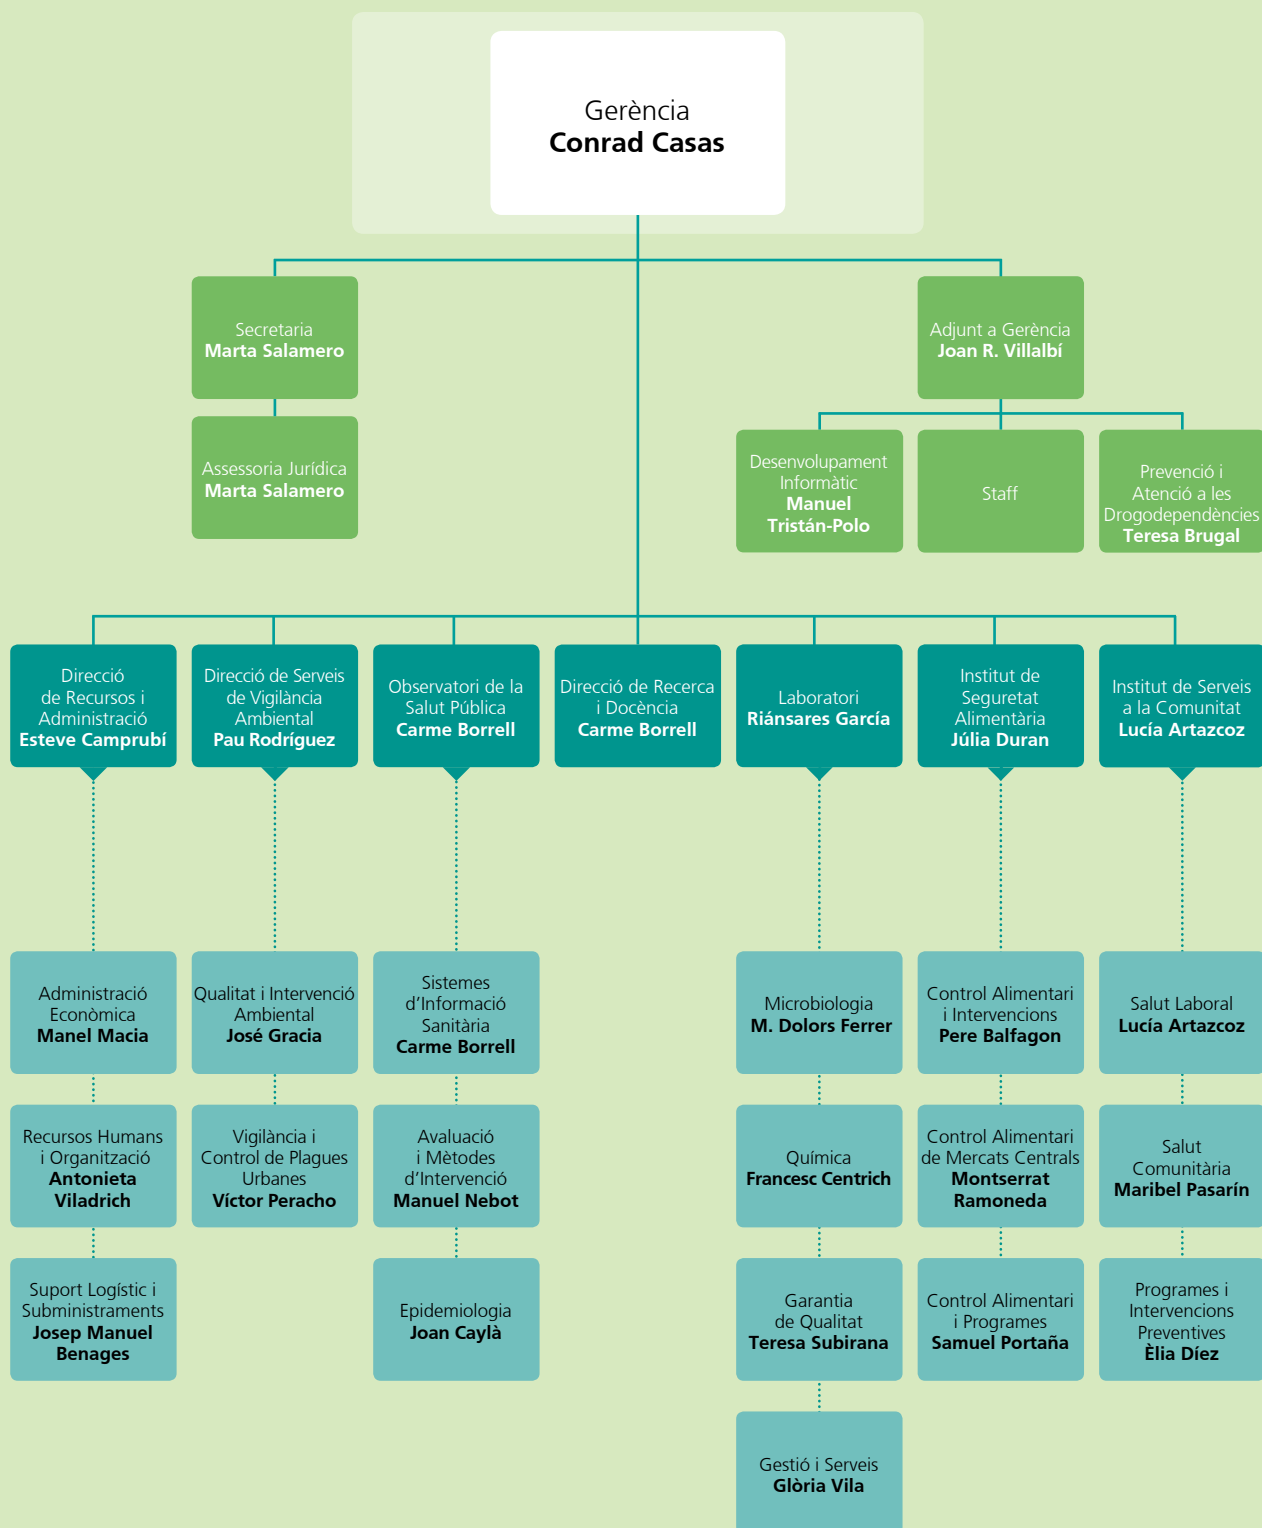 Gerència
Conrad Casas
Secretaria
Marta Salamero
Adjunt a Gerència
Joan R. Villalbí
Assessoria Jurídica
Marta Salamero
Desenvolupament
Informàtic
Manuel
Tristán-Polo
Staff
Prevenció i
Atenció a les
Drogodependències
Teresa Brugal
Direcció
de Recursos i
Administració
Esteve Camprubí
Direcció de Serveis
de Vigilància
Ambiental
Pau Rodríguez
Observatori de la
Salut Pública
Carme Borrell
Direcció de Recerca
i Docència
Carme Borrell
Laboratori
Riánsares García
Institut de
Seguretat
Alimentària
Júlia Duran
Institut de Serveis
a la Comunitat
Lucía Artazcoz
Administració
Econòmica
Manel Macia
Qualitat i Intervenció
Ambiental
José Gracia
Sistemes
d'Informació
Sanitària
Carme Borrell
Microbiologia
M. Dolors Ferrer
Control Alimentari
i Intervencions
Pere Balfagon
Salut Laboral
Lucía Artazcoz
Recursos Humans
i Organització
Antonieta
Viladrich
Vigilància i
Control de Plagues
Urbanes
Víctor Peracho
Avaluació
i Mètodes
d'Intervenció
Manuel Nebot
Química
Francesc Centrich
Control Alimentari
de Mercats Centrals
Montserrat
Ramoneda
Salut
Comunitària
Maribel Pasarín
Suport Logístic i
Subministraments
Josep Manuel
Benages
Epidemiologia
Joan Caylà
Garantia
de Qualitat
Teresa Subirana
Control Alimentari
i Programes
Samuel Portaña
Programes i
Intervencions
Preventives
Èlia Díez
Gestió i Serveis
Glòria Vila